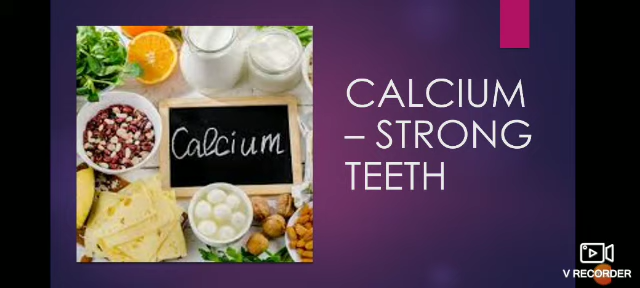 Calcium
CALCIUM
– STRONG
TEETH
V RECORDER